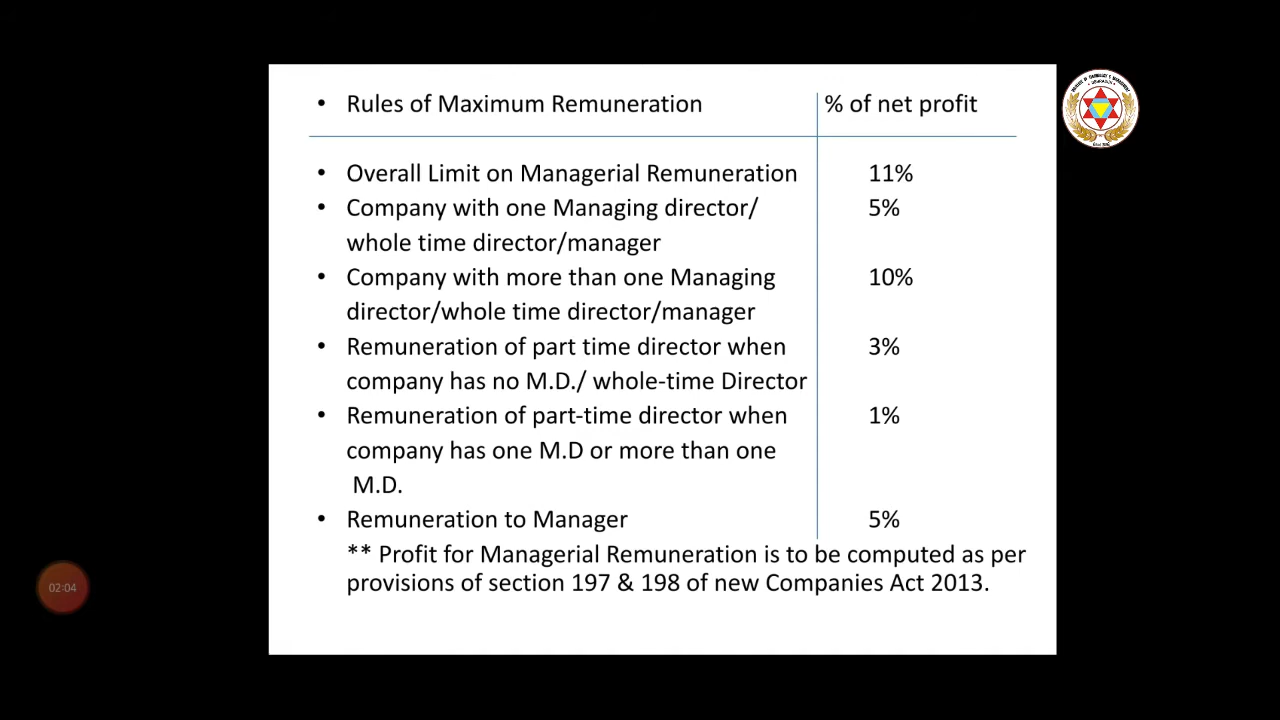 • Rules of Maximum Remuneration % of net profit
• Overall Limit on Managerial Remuneration 11%
• Company with one Managing director/ 5%
whole time director/manager
• Company with more than one Managing 10%
director/whole time director/manager
• Remuneration of part time director when 3%
company has no M.D./ whole-time Director
• Remuneration of part-time director when 1%
company has one M.D or more than one
M.D.
• Remuneration to Manager 5%
** Profit for Managerial Remuneration is to be computed as per
provisions of section 197 & 198 of new Companies Act 2013.
02:04